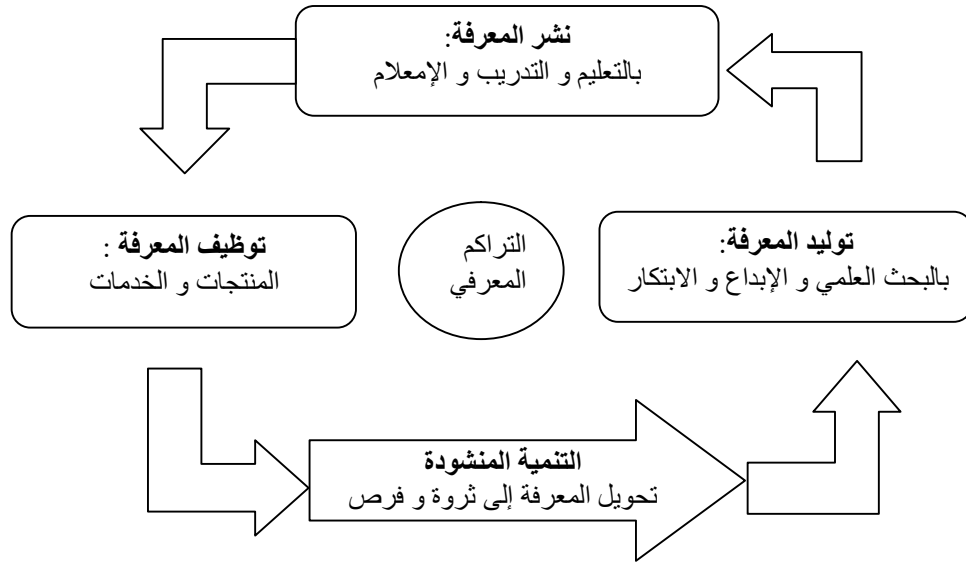 نشر المعرفة:
بالتعليم و التدريب و الإمعلام
توليد المعرفة:
بالبحث العلمي و الإبداع و الابتكار
التراكم
المعرفي
توظيف المعرفة :
المنتجات و الخدمات
التنمية المنشودة
تحويل المعرفة إلى ثروة و فرص